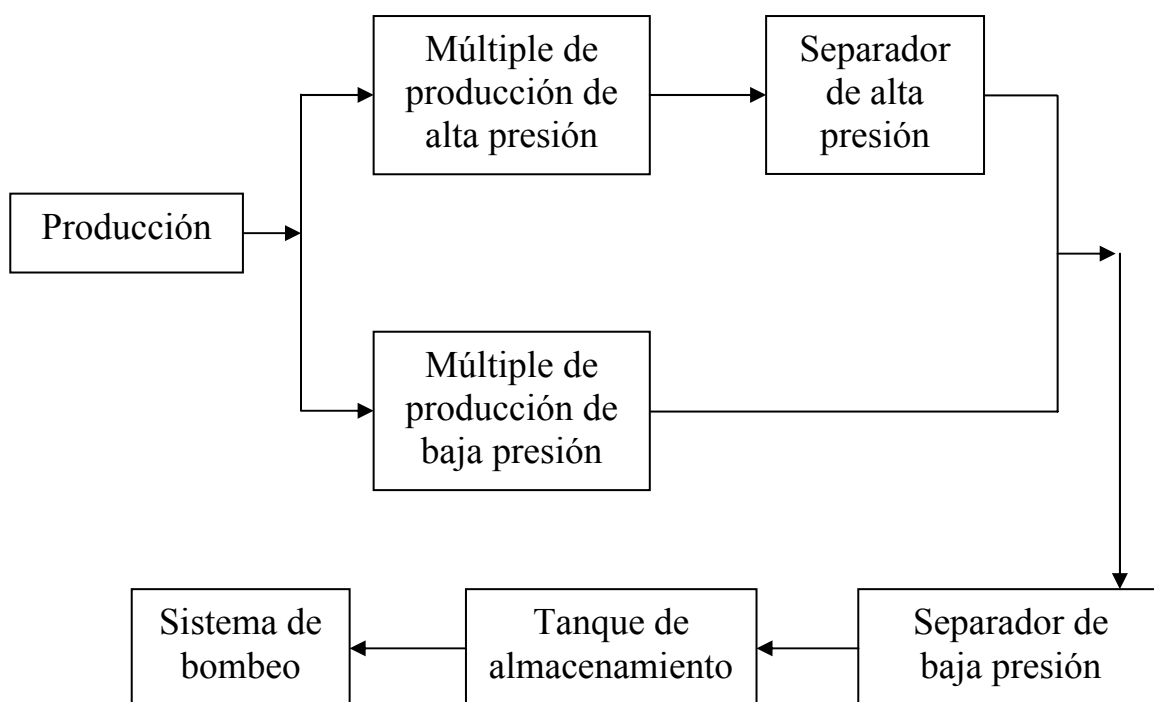 Múltiple de
producción de
alta presión
Separador
de alta
presión
Producción
Múltiple de
producción de
baja presión
Sistema de
bombeo
Tanque de
almacenamiento
Separador de
baja presión